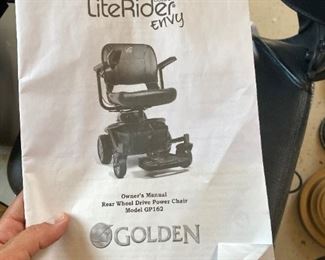 LiteRider
Envy
Owner's Manual
Rear Wheel Drive Power Chair
Model GP162
GOLDEN